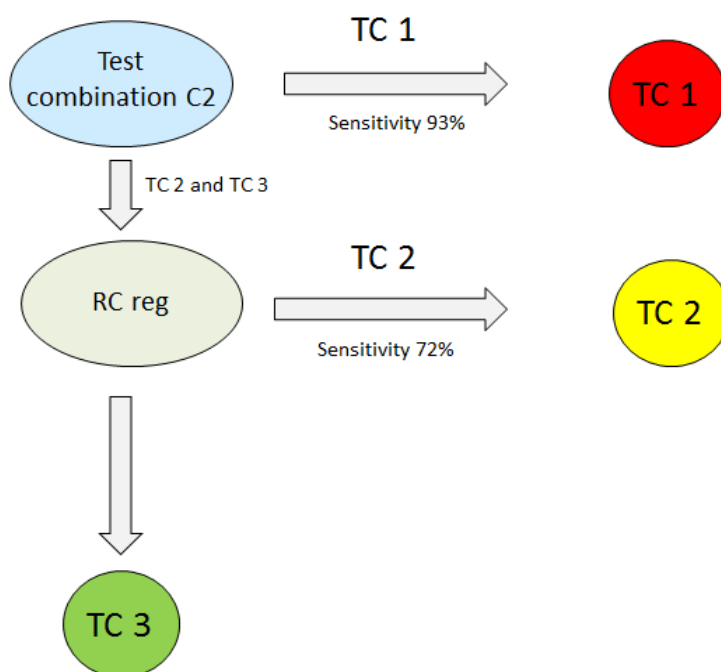 Test
combination C2
TC 1
Sensitivity 93%
TC 1
TC 2 and TC 3
RC reg
TC 2
Sensitivity 72%
TC 2
TC 3